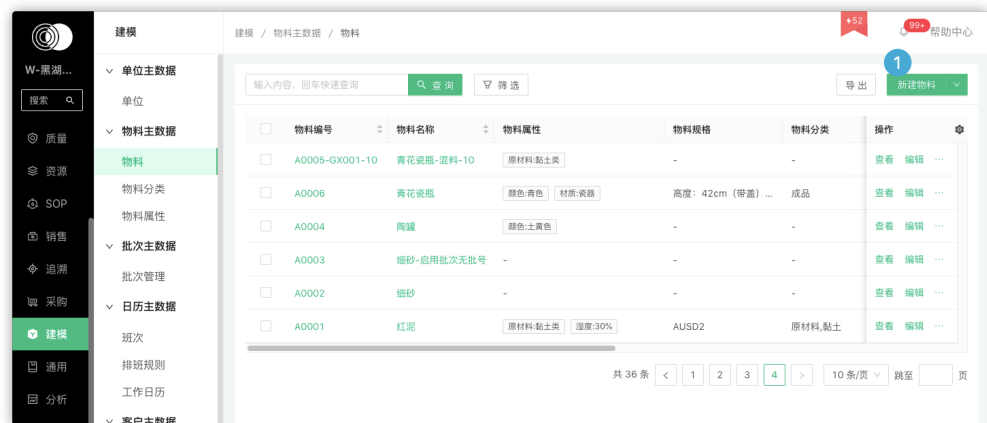 建模
建模 / 物料主数据 / 物料
52
99+
帮助中心
W-黑湖...
搜索
质量
资源
SOP
销售
追溯
采购
建模
通用
分析
单位主数据
单位
物料主数据
物料
物料分类
物料属性
批次主数据
批次管理
日历主数据
班次
排班规则
工作日历
客户主数据
输入内容，回车快速查询 查询 筛选 导出 新建物料
1
物料编号 物料名称 物料属性 物料规格 物料分类 操作
A0005-GX001-10 青花瓷瓶-混料-10 原材料:黏土类 - - 查看 编辑 ...
A0006 青花瓷瓶 颜色:青色 材质:瓷器 高度：42cm（带盖）... 成品 查看 编辑 ...
A0004 陶罐 颜色:土黄色 - - 查看 编辑 ...
A0003 细砂-启用批次无批号 - - - 查看 编辑 ...
A0002 细砂 - - - 查看 编辑 ...
A0001 红泥 原材料:黏土类 湿度:30% AUSD2 原材料,黏土 查看 编辑 ...
共 36 条 < 1 2 3 4 > 10 条/页 跳至 页